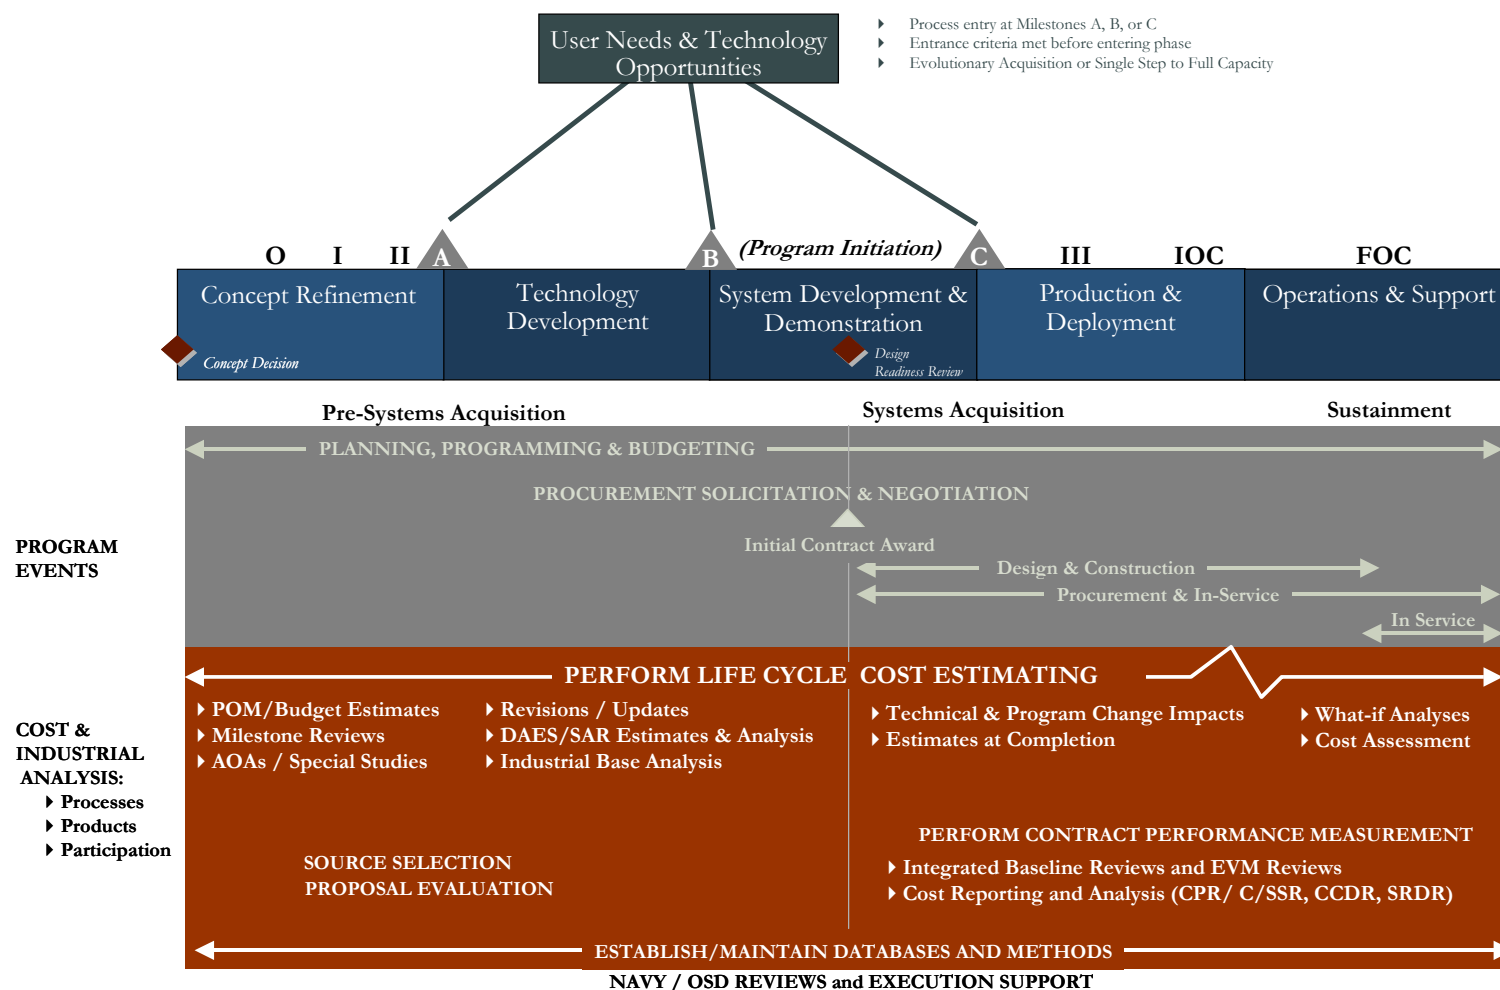 User Needs & Technology
Opportunities
Process entry at Milestones A, B, or C
Entrance criteria met before entering phase
Evolutionary Acquisition or Single Step to Full Capacity
O I II A B (Program Initiation) C III IOC FOC
Concept Refinement
Technology
Development
System Development &
Demonstration
Production &
Deployment
Operations & Support
Concept Decision
Design
Readiness Review
Pre-Systems Acquisition
Systems Acquisition
Sustainment
PLANNING, PROGRAMMING & BUDGETING
PROCUREMENT SOLICITATION & NEGOTIATION
Initial Contract Award
PROGRAM
EVENTS
Design & Construction
Procurement & In-Service
In Service
PERFORM LIFE CYCLE COST ESTIMATING
COST &
INDUSTRIAL
ANALYSIS:
Processes
Products
Participation
POM/Budget Estimates
Milestone Reviews
AOAs / Special Studies
Revisions / Updates
DAES/SAR Estimates & Analysis
Industrial Base Analysis
Technical & Program Change Impacts
Estimates at Completion
What-if Analyses
Cost Assessment
SOURCE SELECTION
PROPOSAL EVALUATION
PERFORM CONTRACT PERFORMANCE MEASUREMENT
Integrated Baseline Reviews and EVM Reviews
Cost Reporting and Analysis (CPR/ C/SSR, CCDR, SRDR)
ESTABLISH/MAINTAIN DATABASES AND METHODS
NAVY / OSD REVIEWS and EXECUTION SUPPORT